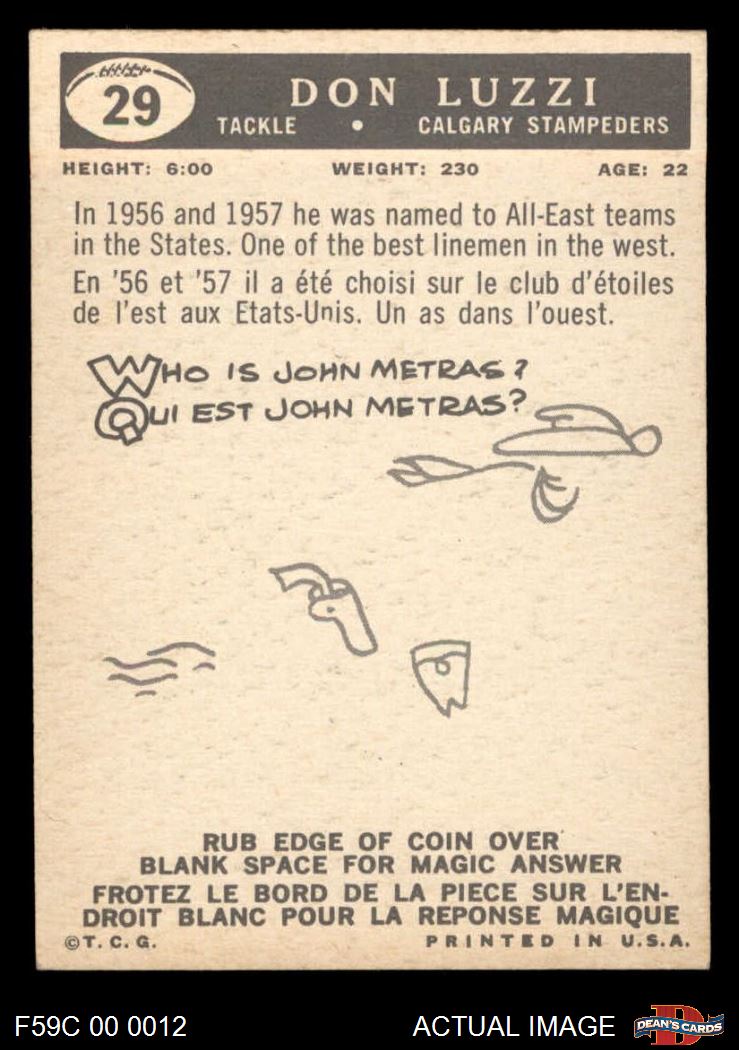 29
DON LUZZI
TACKLE • CALGARY STAMPEDERS
HEIGHT: 6:00 WEIGHT: 230 AGE: 22
In 1956 and 1957 he was named to All-East teams
in the States. One of the best linemen in the west.
En '56 et '57 il a été choisi sur le club d'étoiles
de l'est aux Etats-Unis. Un as dans l'ouest.
WHO IS JOHN METRAS?
QUI EST JOHN METRAS?
RUB EDGE OF COIN OVER
BLANK SPACE FOR MAGIC ANSWER
FROTEZ LE BORD DE LA PIECE SUR L'EN-
DROIT BLANC POUR LA REPONSE MAGIQUE
©T. C. G. PRINTED IN U.S.A.
F59C 00 0012 ACTUAL IMAGE D DEAN'S CARDS